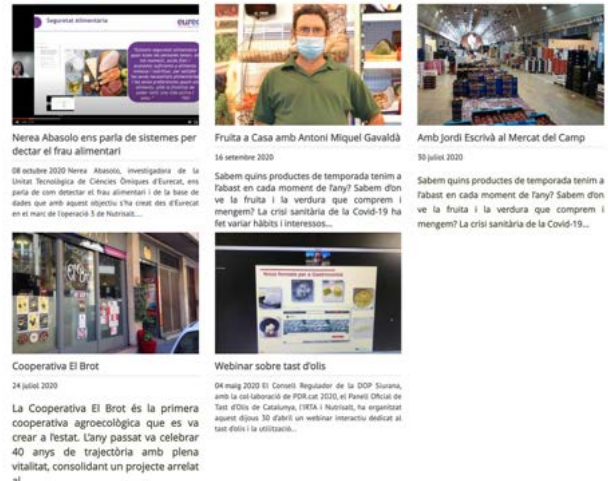 Seguretat Alimentària
eurec
Nerea Abasolo ens parla de sistemes per
dectar el frau alimentari
08 octubre 2020 Nerea Abasolo, investigadora de la
Unitat Tecnològica de Ciències Òmiques d'Eurecat, ens
parla de com detectar el frau alimentari i de la base de
dades que amb aquest objectiu s'ha creat des d'Eurecat
en el marc de l'operació 3 de Nutrisalt....
Fruita a Casa amb Antoni Miquel Gavaldà
16 setembre 2020
Sabem quins productes de temporada tenim a
l'abast en cada moment de l'any? Sabem d'on
ve la fruita i la verdura que comprem i
mengem? La crisi sanitària de la Covid-19 ha
fet variar hàbits i interessos...
Amb Jordi Escrivà al Mercat del Camp
30 juliol 2020
Sabem quins productes de temporada tenim a
l'abast en cada moment de l'any? Sabem d'on
ve la fruita i la verdura que comprem i
mengem? La crisi sanitària de la Covid-19...
El Brot
Cooperativa El Brot
24 juliol 2020
La Cooperativa El Brot és la primera
cooperativa agroecològica que es va
crear a l'estat. L'any passat va celebrar
40 anys de trajectòria amb plena
vitalitat, consolidant un projecte arrelat
al...
Nous formats per a Gastronomia
Webinar sobre tast d'olis
04 maig 2020 El Consell Regulador de la DOP Siurana,
amb la col·laboració de PDR.cat 2020, el Panell Oficial de
Tast d'Olis de Catalunya, l'IRTA i Nutrisalt, ha organitzat
aquest dijous 30 d'abril un webinar interactiu dedicat al
tast d'olis i la utilització...